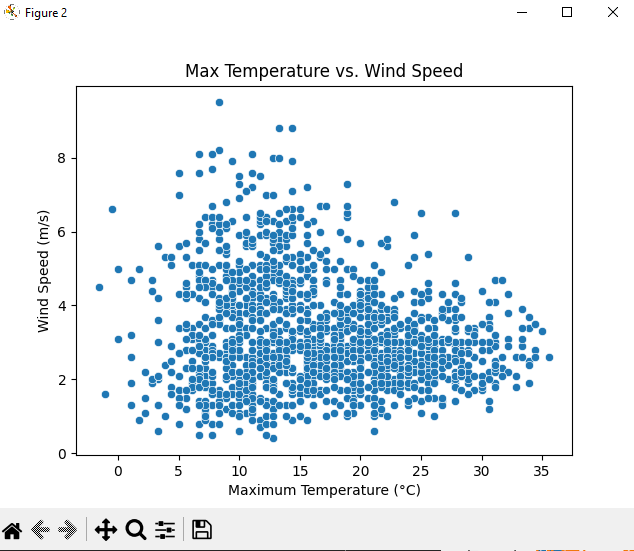 Figure 2
Max Temperature vs. Wind Speed
8
6
4
2
0
Wind Speed (m/s)
0 5 10 15 20 25 30 35
Maximum Temperature (°C)